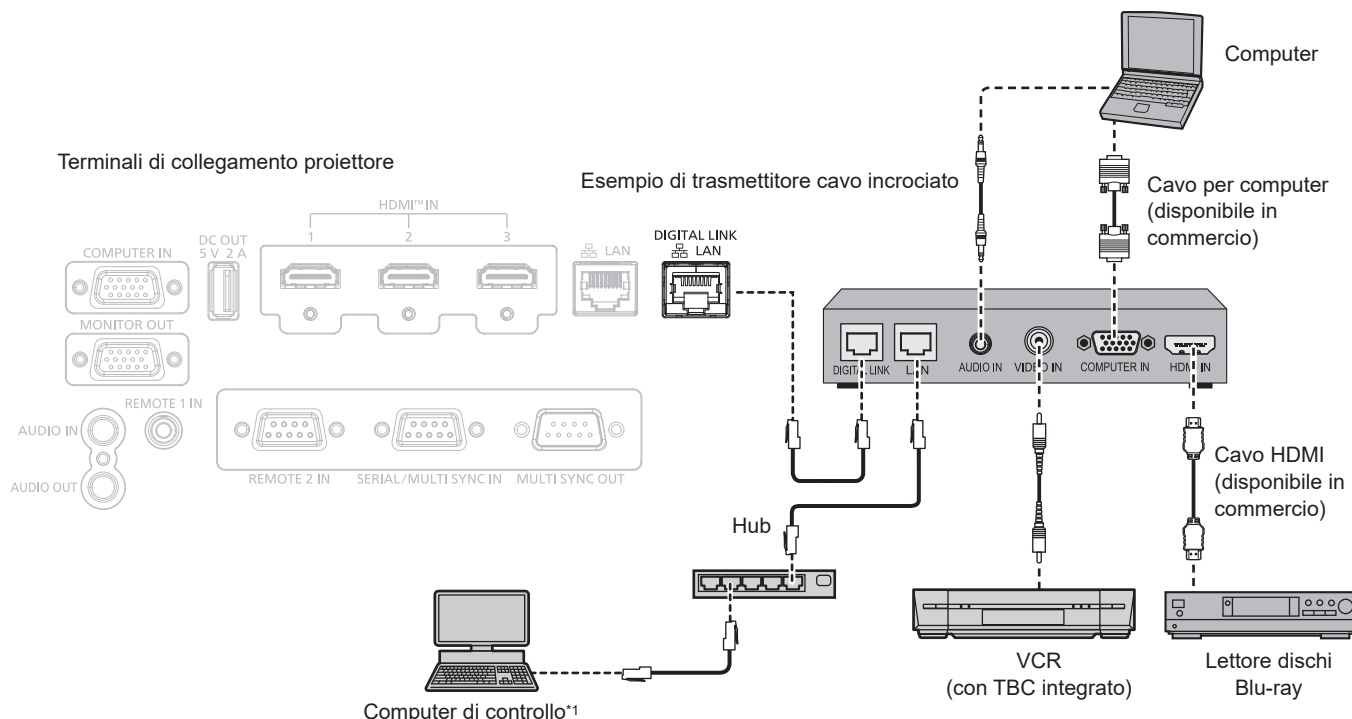 Computer
Terminali di collegamento proiettore
Esempio di trasmettitore cavo incrociato
Cavo per computer
(disponibile in
commercio)
HDMI™ IN
1 2 3
COMPUTER IN
DC OUT
5 V 2 A
LAN
DIGITAL LINK
LAN
MONITOR OUT
DIGITAL LINK
LAN
AUDIO IN
VIDEO IN
COMPUTER IN
HDMI IN
REMOTE 1 IN
AUDIO IN
AUDIO OUT
REMOTE 2 IN
SERIAL/MULTI SYNC IN
MULTI SYNC OUT
Cavo HDMI
(disponibile in
commercio)
Hub
VCR
(con TBC integrato)
Lettore dischi
Blu-ray
Computer di controllo*1